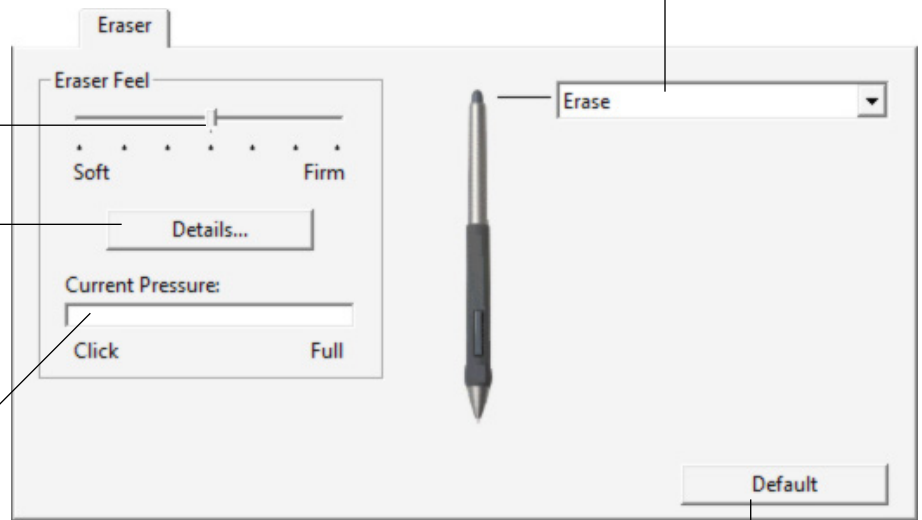 Eraser
Eraser Feel
Erase
Soft Firm
Details...
Current Pressure:
Click Full
Default